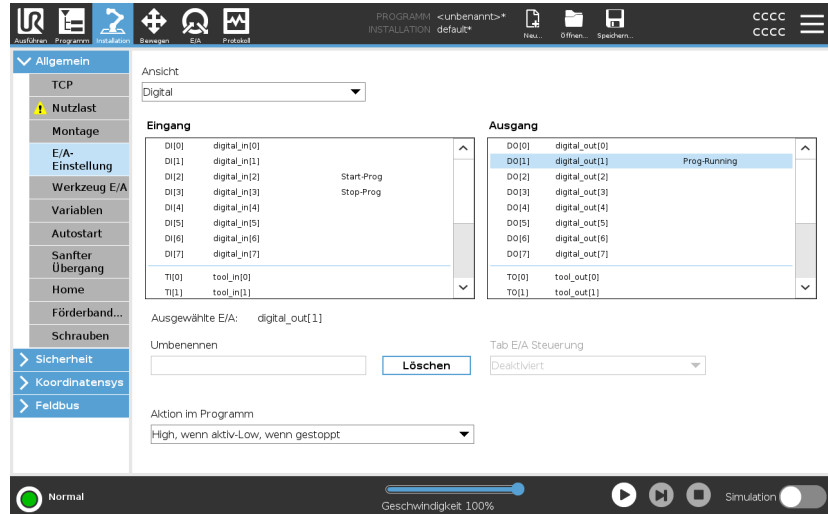 UR
Ausführen
Programm
Installation
Bewegen
E/A
Protokoll
PROGRAMM <unbenannt>*
INSTALLATION default*
Neu...
Öffnen...
Speichern...
CCCC
CCCC
Allgemein
TCP
Nutzlast
Montage
E/A-
Einstellung
Werkzeug E/A
Variablen
Autostart
Sanfter
Übergang
Home
Förderband...
Schrauben
Sicherheit
Koordinatensys
Feldbus
Ansicht
Digital
Eingang
DI[0] digital_in[0]
DI[1] digital_in[1]
DI[2] digital_in[2] Start-Prog
DI[3] digital_in[3] Stop-Prog
DI[4] digital_in[4]
DI[5] digital_in[5]
DI[6] digital_in[6]
DI[7] digital_in[7]
TI[0] tool_in[0]
TI[1] tool_in[1]
Ausgang
DO[0] digital_out[0]
DO[1] digital_out[1] Prog-Running
DO[2] digital_out[2]
DO[3] digital_out[3]
DO[4] digital_out[4]
DO[5] digital_out[5]
DO[6] digital_out[6]
DO[7] digital_out[7]
TO[0] tool_out[0]
TO[1] tool_out[1]
Ausgewählte E/A: digital_out[1]
Umbenennen
Löschen
Tab E/A Steuerung
Deaktiviert
Aktion im Programm
High, wenn aktiv-Low, wenn gestoppt
Normal
Geschwindigkeit 100%
Simulation